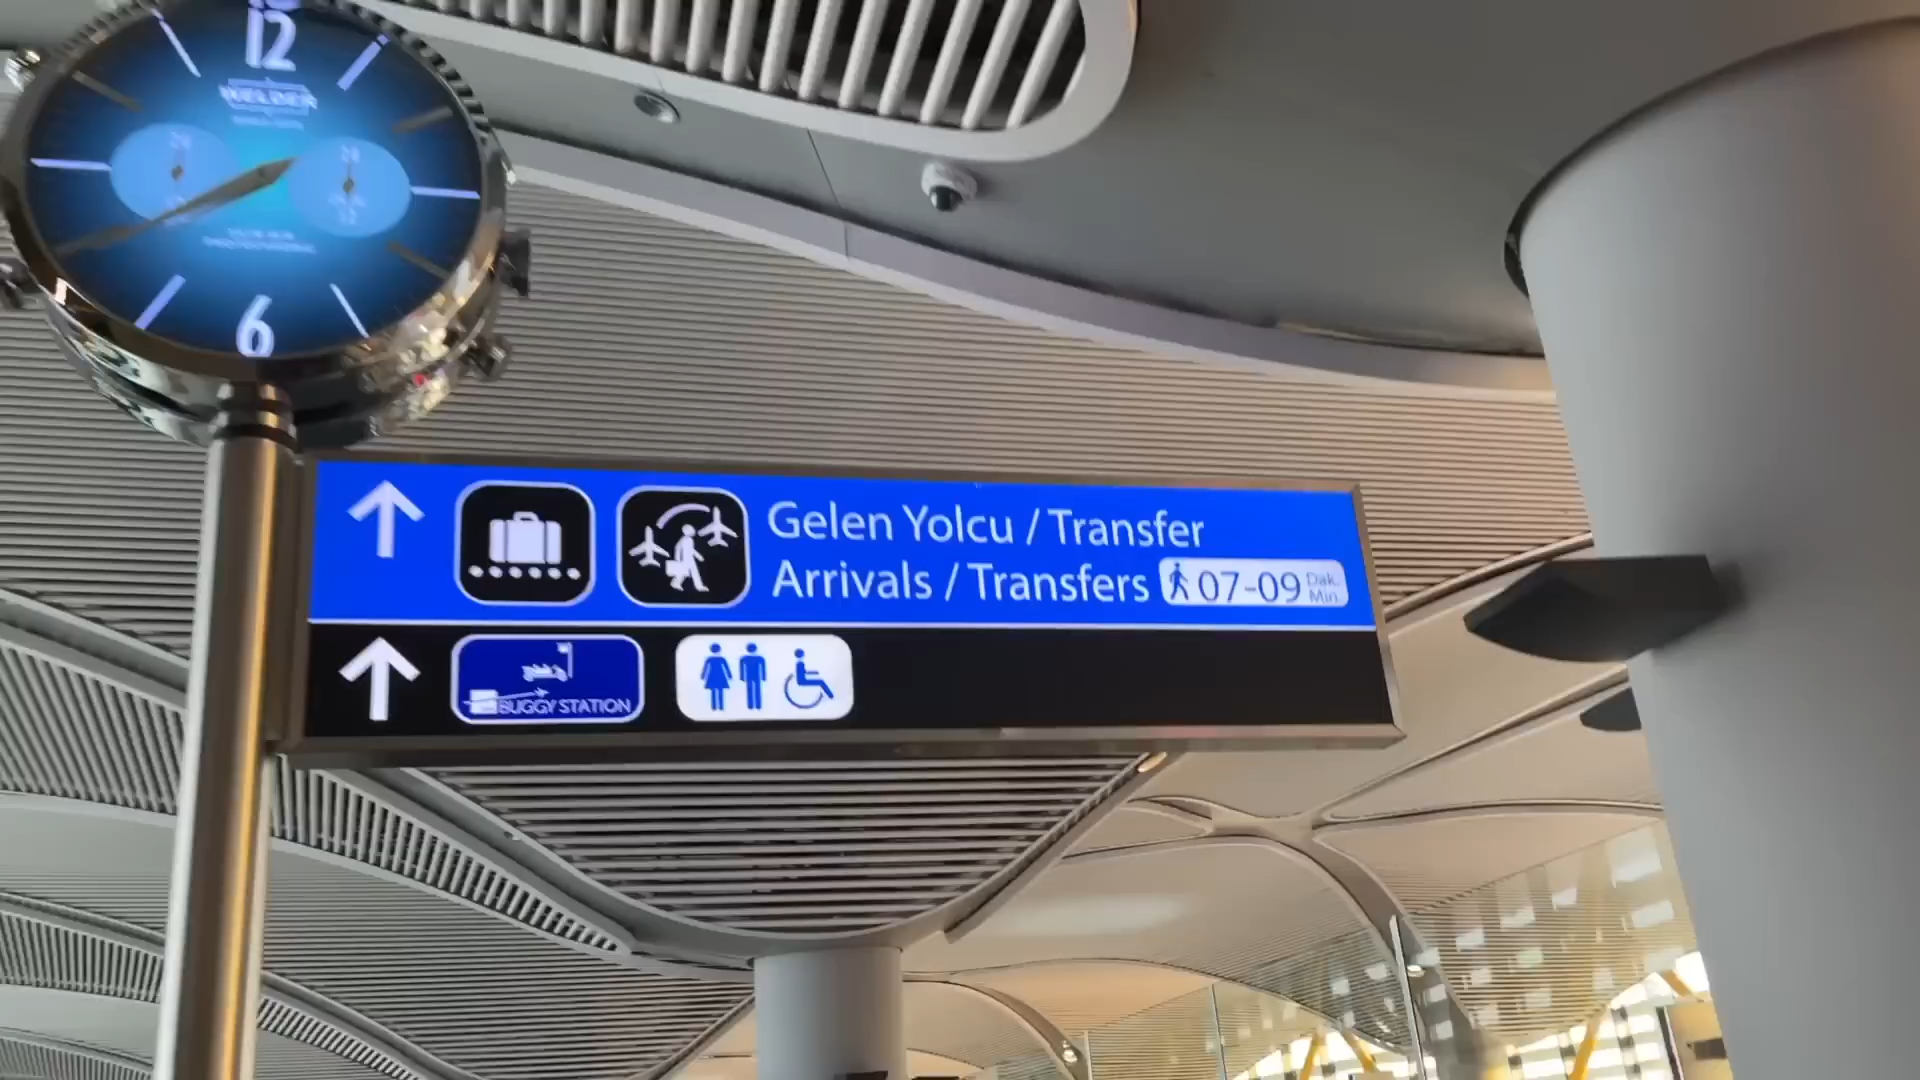 12
WELDER
6
Gelen Yolcu / Transfer
Arrivals / Transfers 07-09 Dak. Min.
BUGGY STATION